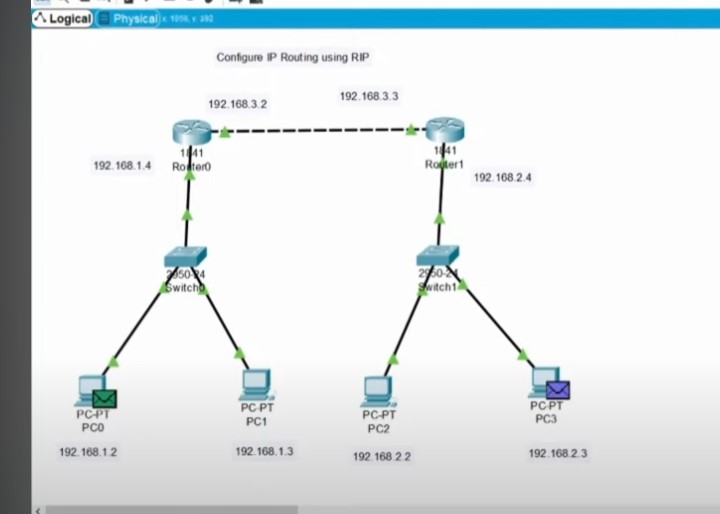 Logical
Physical x: 1056, y: 282
Configure IP Routing using RIP
192.168.3.2
192.168.3.3
1841
Router0
1841
Router1
192.168.1.4
192.168.2.4
2950-24
Switch0
2950-24
Switch1
PC-PT
PC0
PC-PT
PC1
PC-PT
PC2
PC-PT
PC3
192.168.1.2
192.168.1.3
192.168.2.2
192.168.2.3